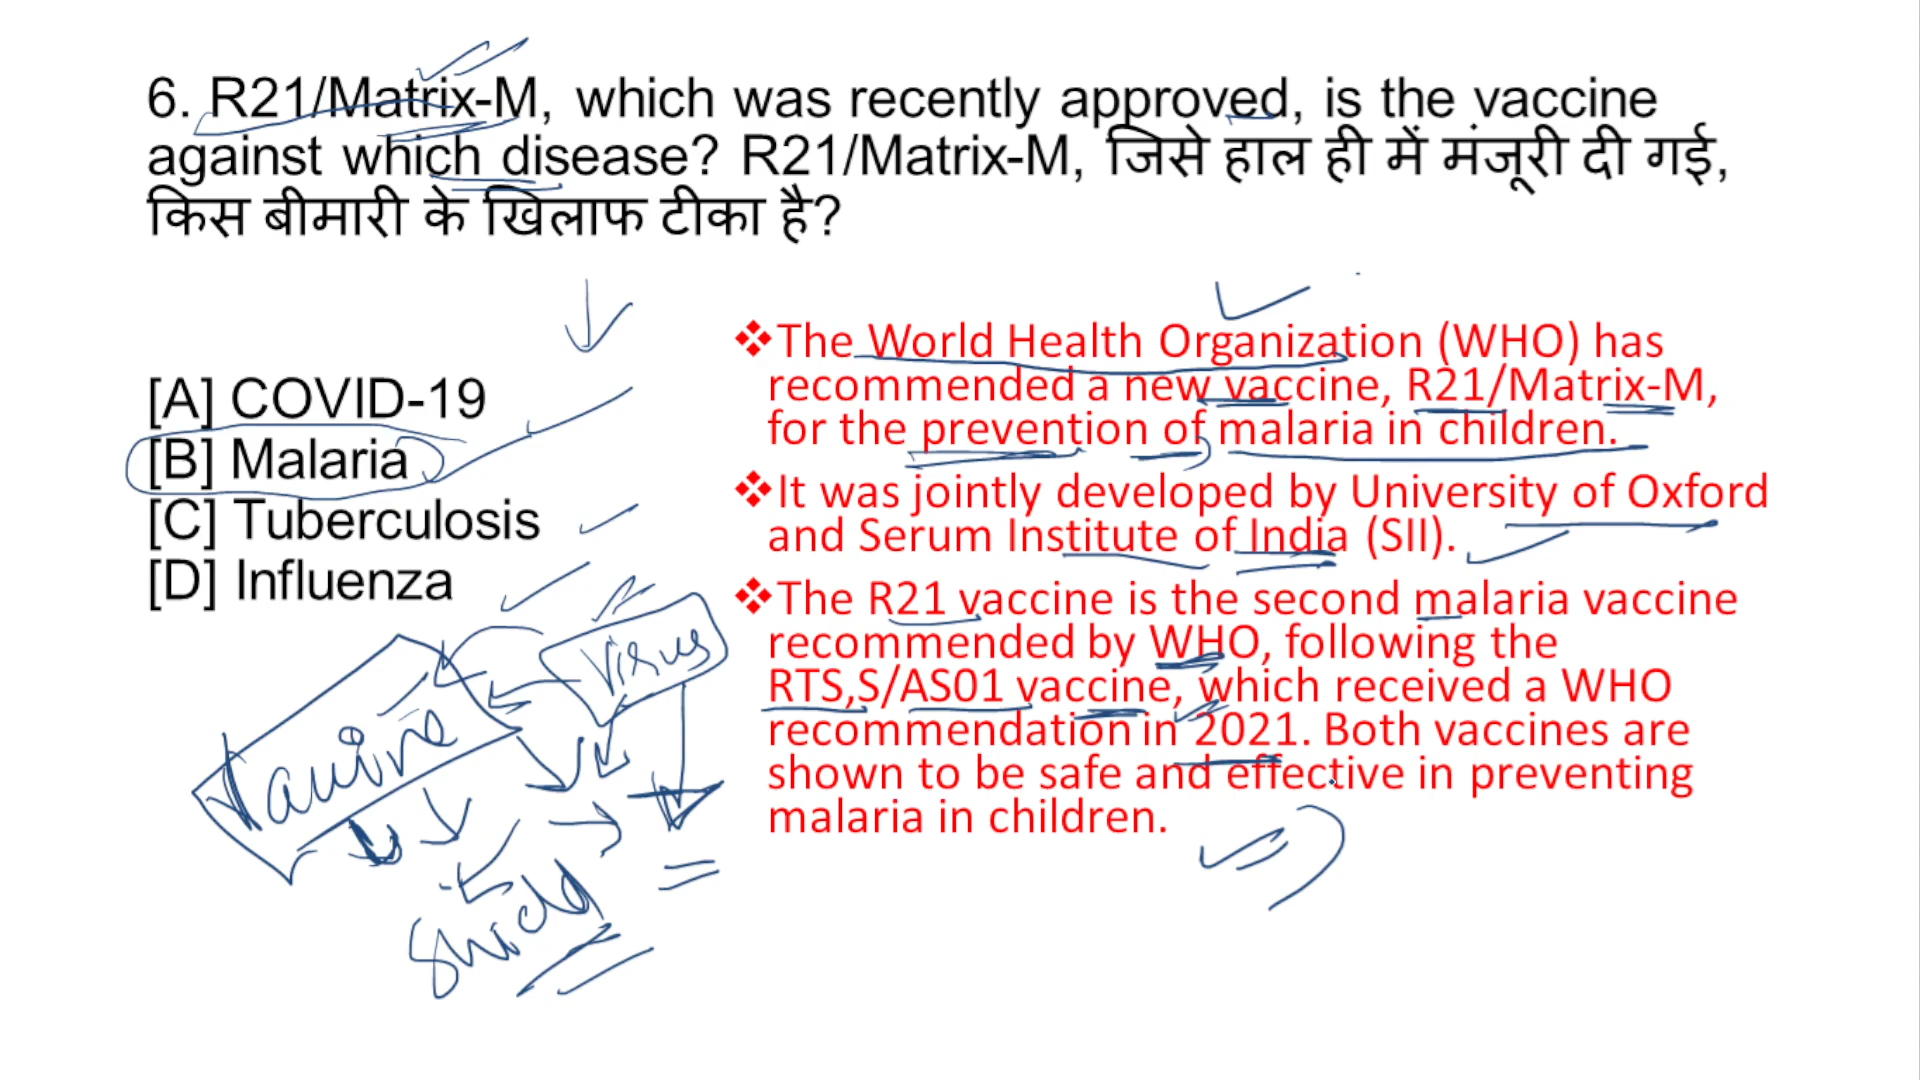 6. R21/Matrix-M, which was recently approved, is the vaccine
against which disease? R21/Matrix-M, जिसे हाल ही में मंजूरी दी गई,
किस बीमारी के खिलाफ टीका है?
[A] COVID-19
[B] Malaria
[C] Tuberculosis
[D] Influenza
❖The World Health Organization (WHO) has
recommended a new vaccine, R21/Matrix-M,
for the prevention of malaria in children.
❖It was jointly developed by University of Oxford
and Serum Institute of India (SII).
❖The R21 vaccine is the second malaria vaccine
recommended by WHO, following the
RTS,S/AS01 vaccine, which received a WHO
recommendation in 2021. Both vaccines are
shown to be safe and effective in preventing
malaria in children.
Virus
Vaccine
Shield